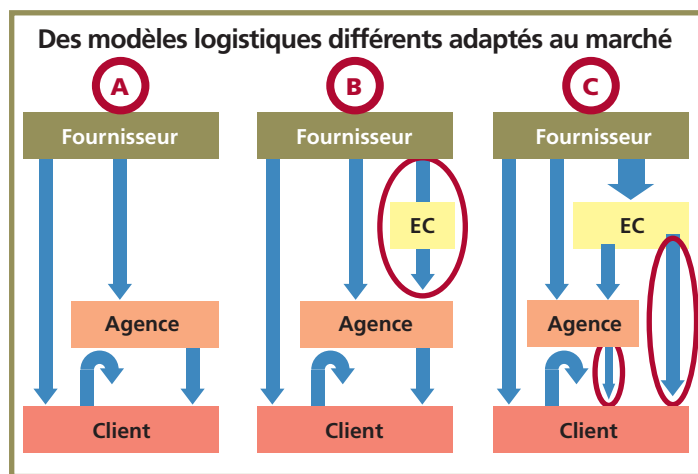 Des modèles logistiques différents adaptés au marché
A
B
C
Fournisseur
Fournisseur
Fournisseur
EC
EC
Agence
Agence
Agence
Client
Client
Client